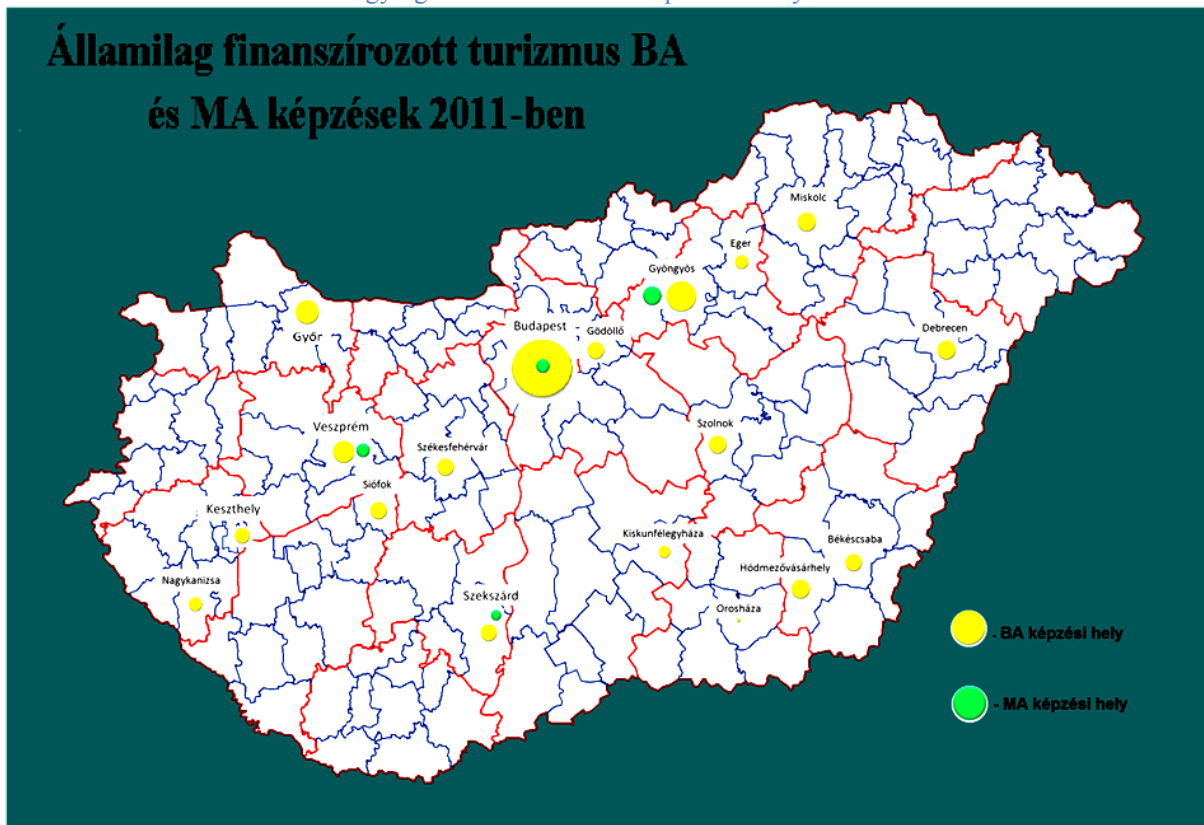 Államilag finanszírozott turizmus BA
és MA képzések 2011-ben
Miskolc
Eger
Gyöngyös
Budapest
Gödöllő
Győr
Debrecen
Veszprém
Székesfehérvár
Szolnok
Siófok
Keszthely
Kiskunfélegyháza
Békéscsaba
Hódmezővásárhely
Nagykanizsa
Szekszárd
Orosháza
- BA képzési hely
- MA képzési hely